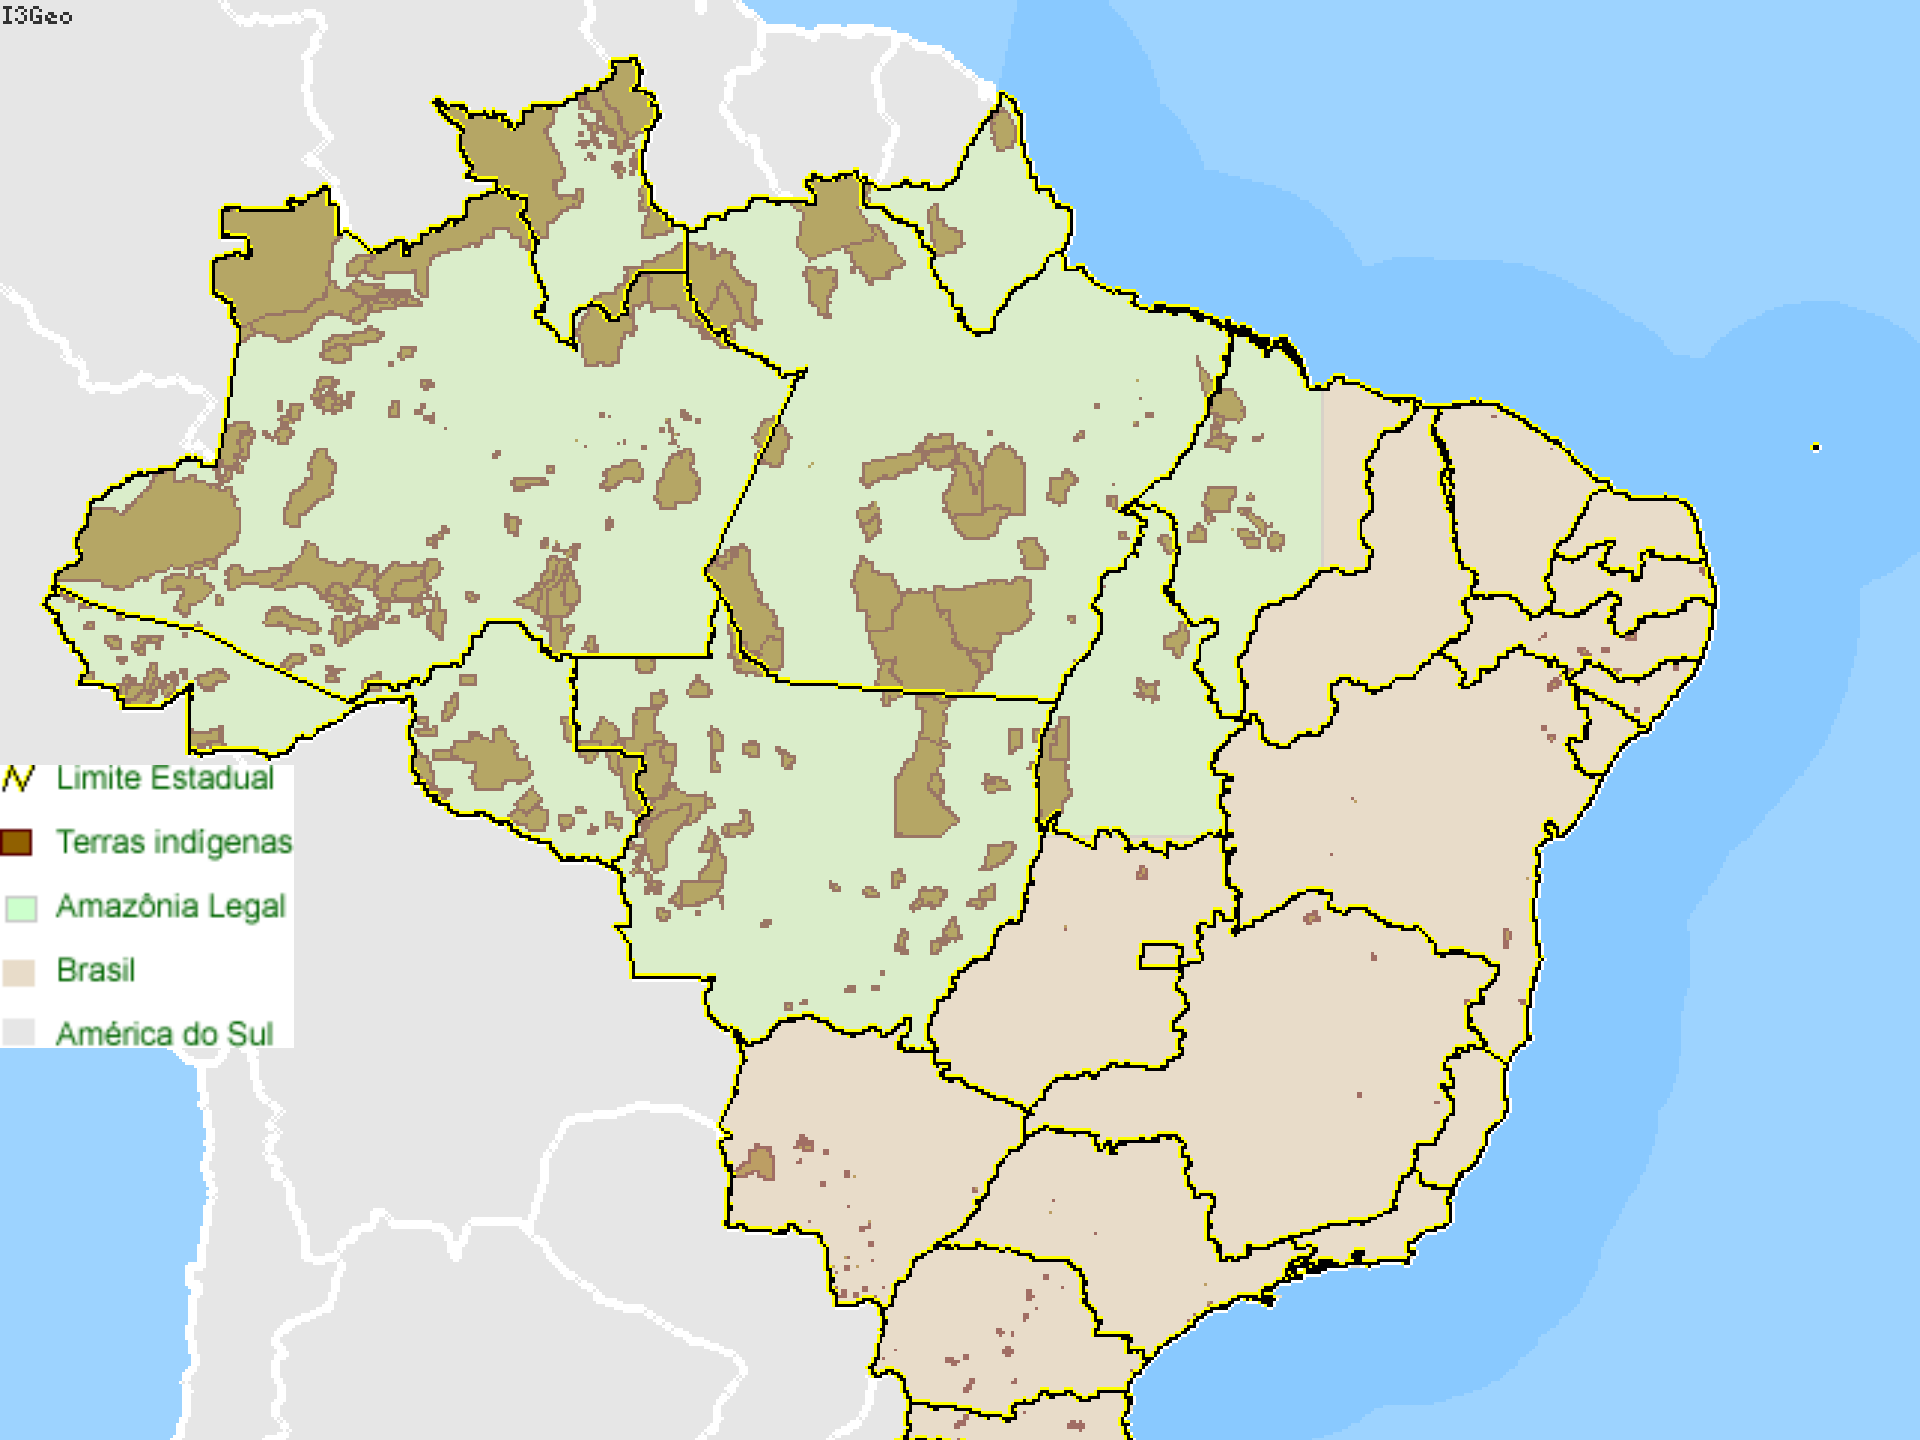 I3Geo
Limite Estadual
Terras indígenas
Amazônia Legal
Brasil
América do Sul